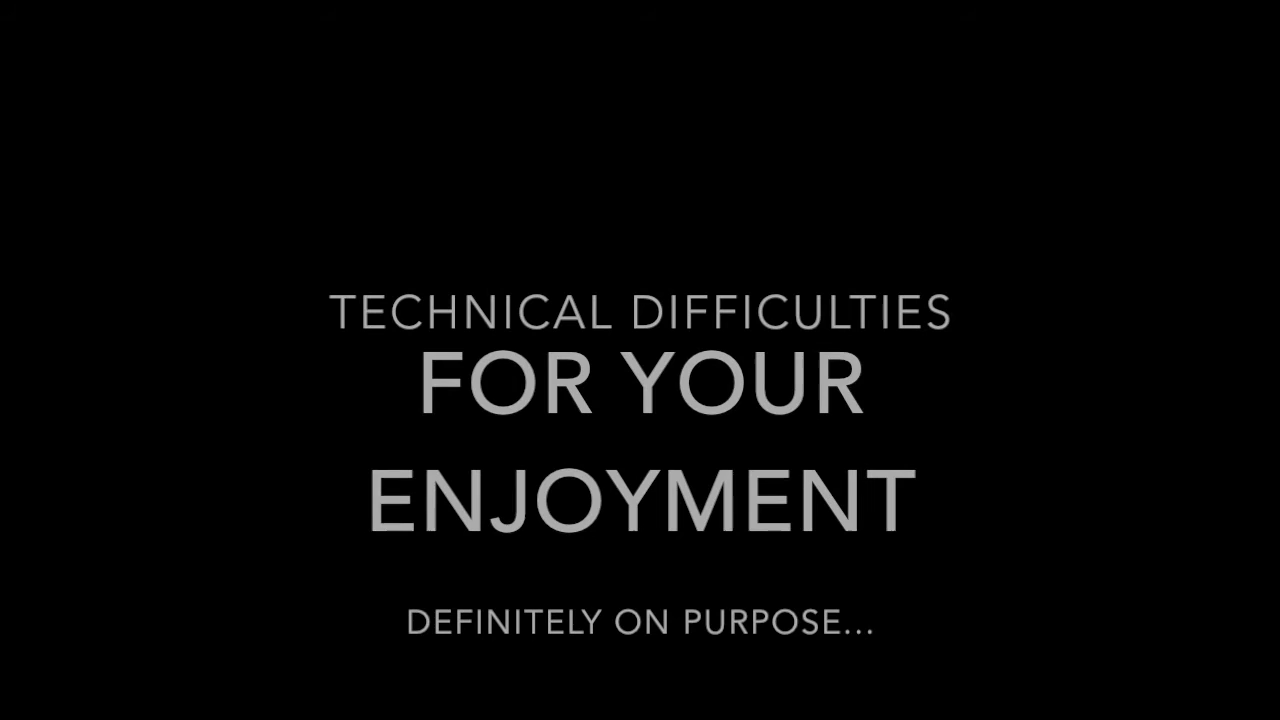 TECHNICAL DIFFICULTIES
FOR YOUR
ENJOYMENT
DEFINITELY ON PURPOSE...